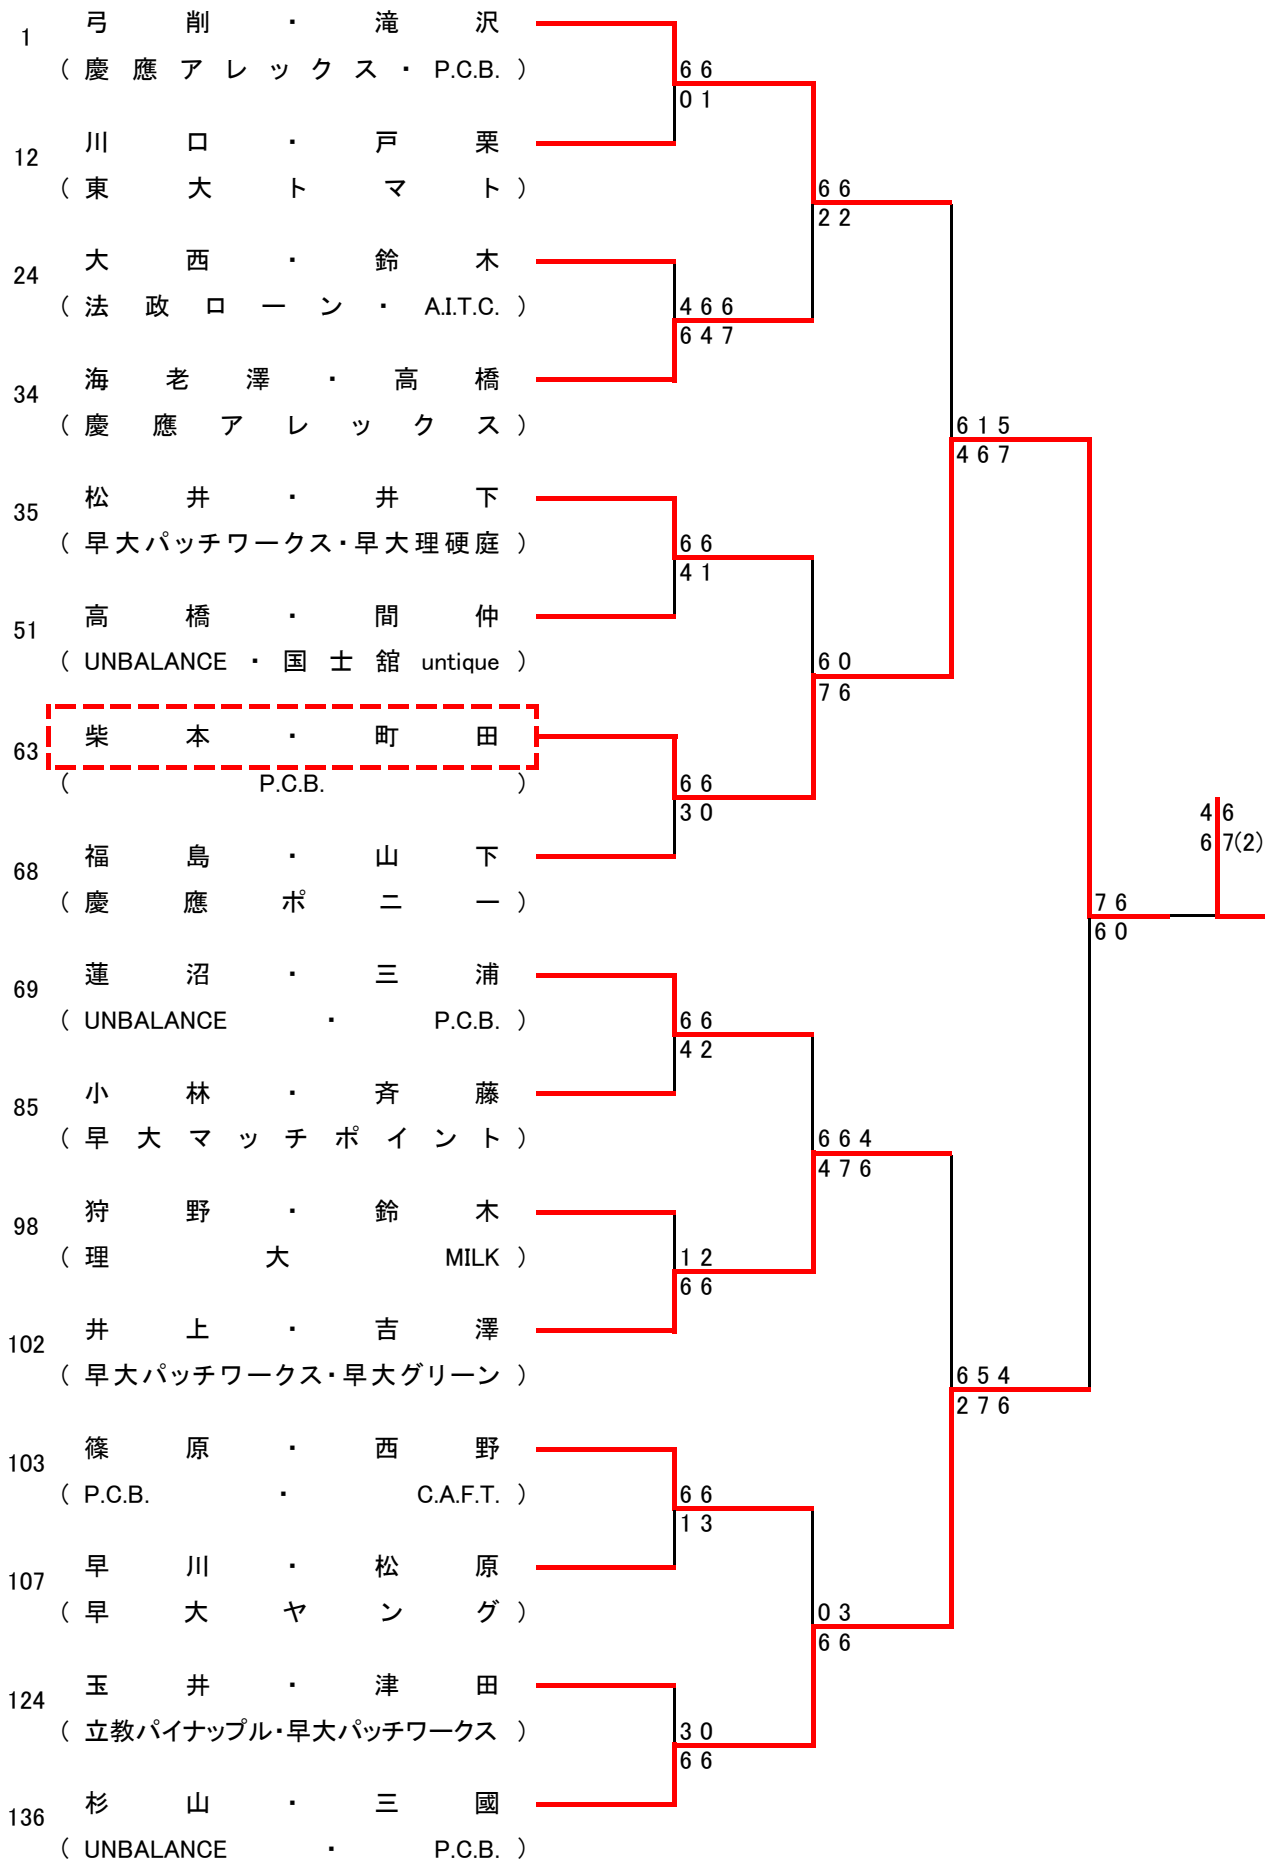 1 弓削・滝沢
(慶應アレックス・P.C.B.)
6 6
0 1
12 川口・戸栗
(東大トマト)
6 6
2 2
24 大西・鈴木
(法政ローン・A.I.T.C.)
4 6 6
6 4 7
34 海老澤・高橋
(慶應アレックス)
6 1 5
4 6 7
35 松井・井下
(早大パッチワークス・早大理硬庭)
6 6
4 1
51 高橋・間仲
(UNBALANCE・国士舘untique)
6 0
7 6
63 柴本・町田
(P.C.B.)
6 6
3 0
4 6
6 7(2)
68 福島・山下
(慶應ポニー)
7 6
6 0
69 蓮沼・三浦
(UNBALANCE・P.C.B.)
6 6
4 2
85 小林・斉藤
(早大マッチポイント)
6 6 4
4 7 6
98 狩野・鈴木
(理大MILK)
1 2
6 6
102 井上・吉澤
(早大パッチワークス・早大グリーン)
6 5 4
2 7 6
103 篠原・西野
(P.C.B.・C.A.F.T.)
6 6
1 3
107 早川・松原
(早大ヤング)
0 3
6 6
124 玉井・津田
(立教パイナップル・早大パッチワークス)
3 0
6 6
136 杉山・三國
(UNBALANCE・P.C.B.)